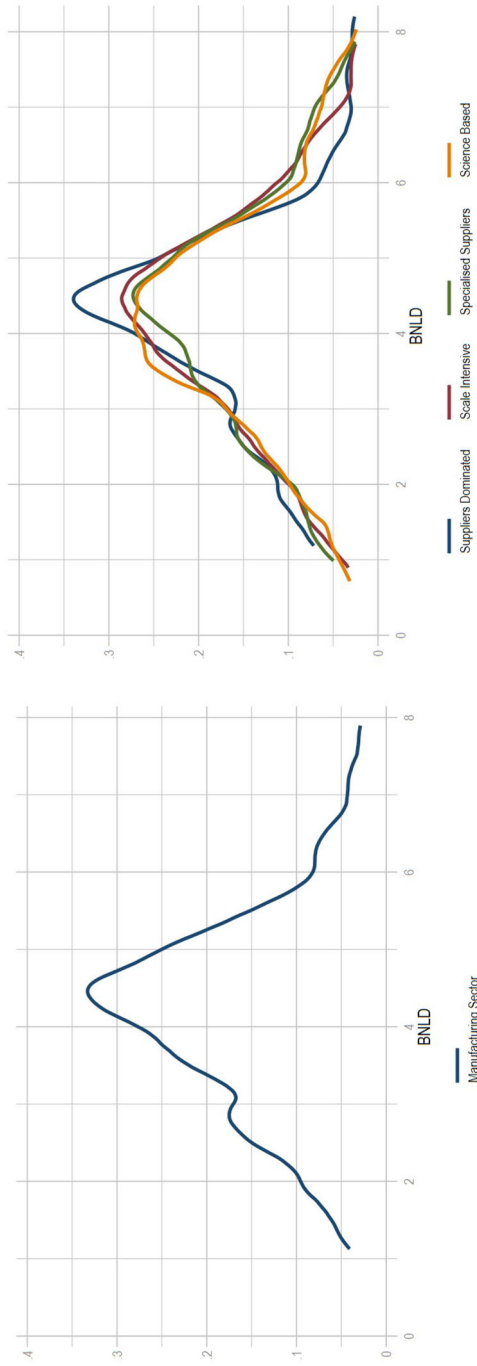 .4
.3
.2
.1
0
0 2 4 6 8
BNLD
Manufacturing Sector
.4
.3
.2
.1
0
0 2 4 6 8
BNLD
Suppliers Dominated Scale Intensive Specialised Suppliers Science Based